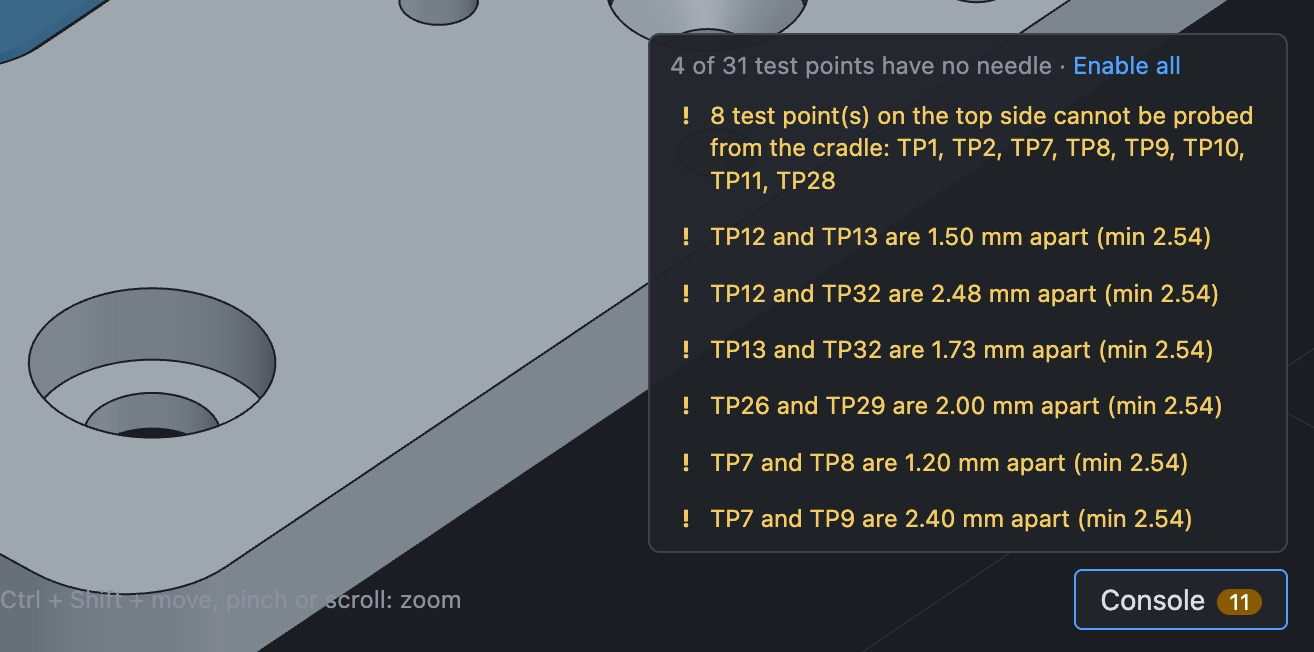 4 of 31 test points have no needle · Enable all
! 8 test point(s) on the top side cannot be probed
from the cradle: TP1, TP2, TP7, TP8, TP9, TP10,
TP11, TP28
! TP12 and TP13 are 1.50 mm apart (min 2.54)
! TP12 and TP32 are 2.48 mm apart (min 2.54)
! TP13 and TP32 are 1.73 mm apart (min 2.54)
! TP26 and TP29 are 2.00 mm apart (min 2.54)
! TP7 and TP8 are 1.20 mm apart (min 2.54)
! TP7 and TP9 are 2.40 mm apart (min 2.54)
Ctrl + Shift + move, pinch or scroll: zoom
Console 11